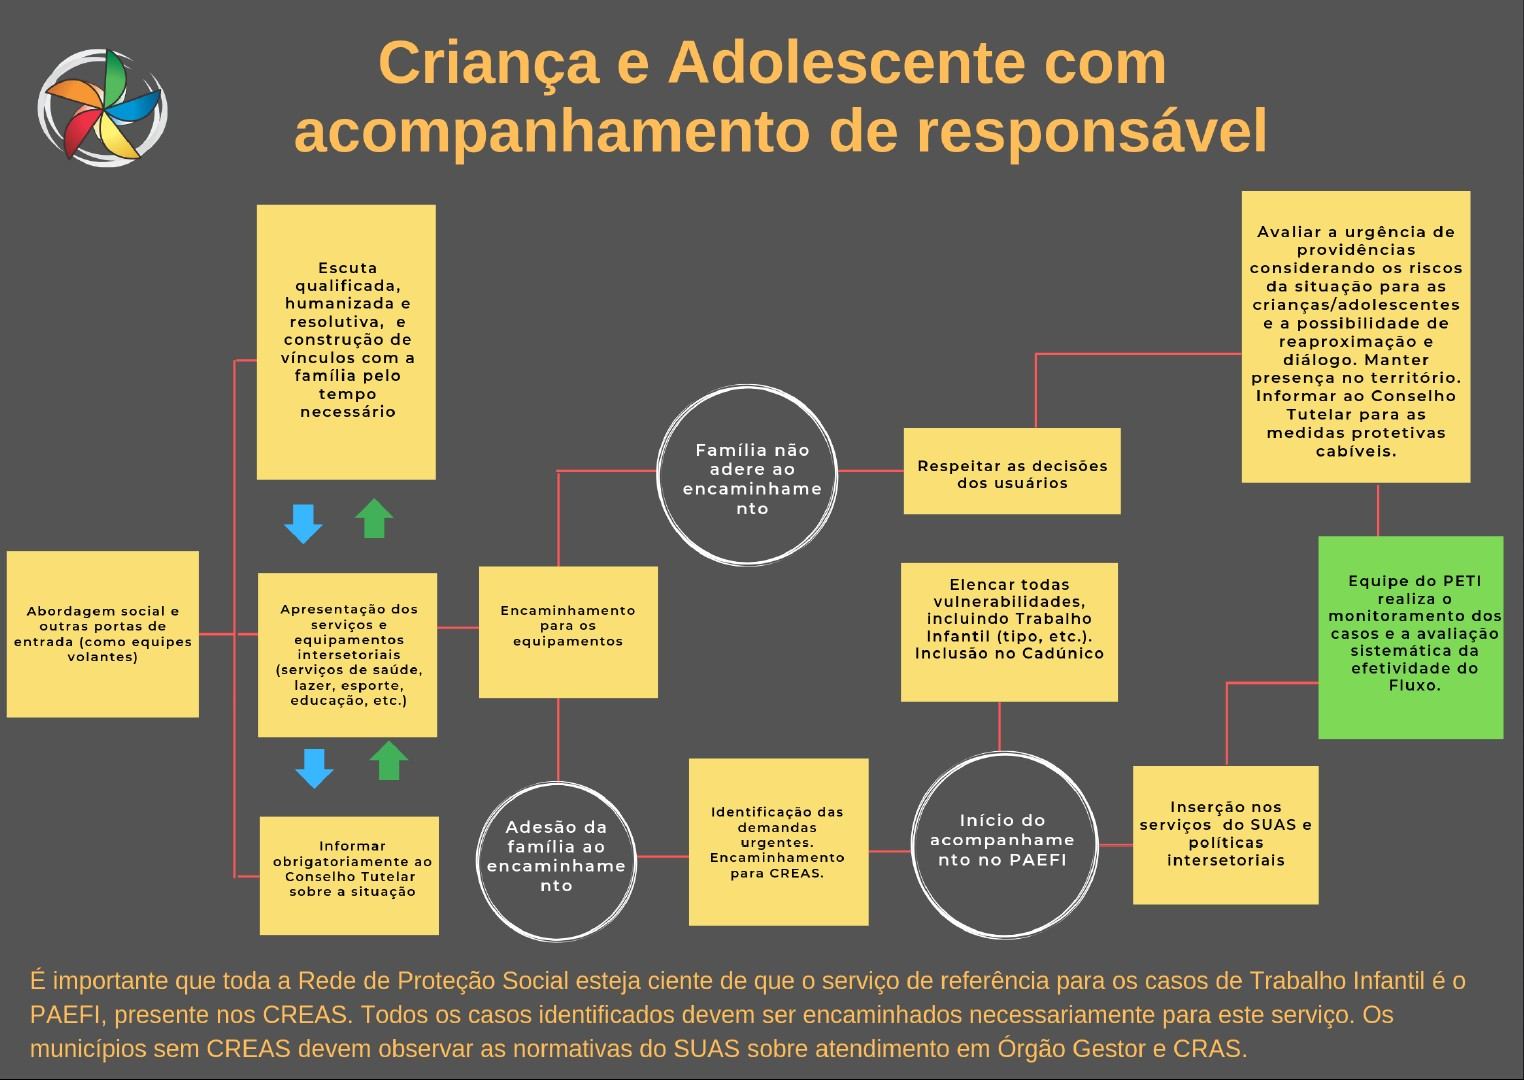 Criança e Adolescente com
acompanhamento de responsável
Escuta
qualificada,
humanizada e
resolutiva,  e
construção de
vínculos com a
família pelo
tempo
necessário
Avaliar a urgência de
providências
considerando os riscos
da situação para as
crianças/adolescentes
e a possibilidade de
reaproximação e
diálogo. Manter
presença no território.
Informar ao Conselho
Tutelar para as
medidas protetivas
cabíveis.
Família não
adere ao
encaminhame
nto
Respeitar as decisões
dos usuários
Abordagem social e
outras portas de
entrada (como equipes
volantes)
Apresentação dos
serviços e
equipamentos
intersetoriais
(serviços de saúde,
lazer, esporte,
educação, etc.)
Encaminhamento
para os
equipamentos
Elencar todas
vulnerabilidades,
incluindo Trabalho
Infantil (tipo, etc.).
Inclusão no Cadúnico
Equipe do PETI
realiza o
monitoramento dos
casos e a avaliação
sistemática da
efetividade do
Fluxo.
Informar
obrigatoriamente ao
Conselho Tutelar
sobre a situação
Adesão da
família ao
encaminhame
nto
Identificação das
demandas
urgentes.
Encaminhamento
para CREAS.
Início do
acompanhame
nto no PAEFI
Inserção nos
serviços  do SUAS e
políticas
intersetoriais
É importante que toda a Rede de Proteção Social esteja ciente de que o serviço de referência para os casos de Trabalho Infantil é o
PAEFI, presente nos CREAS. Todos os casos identificados devem ser encaminhados necessariamente para este serviço. Os
municípios sem CREAS devem observar as normativas do SUAS sobre atendimento em Órgão Gestor e CRAS.